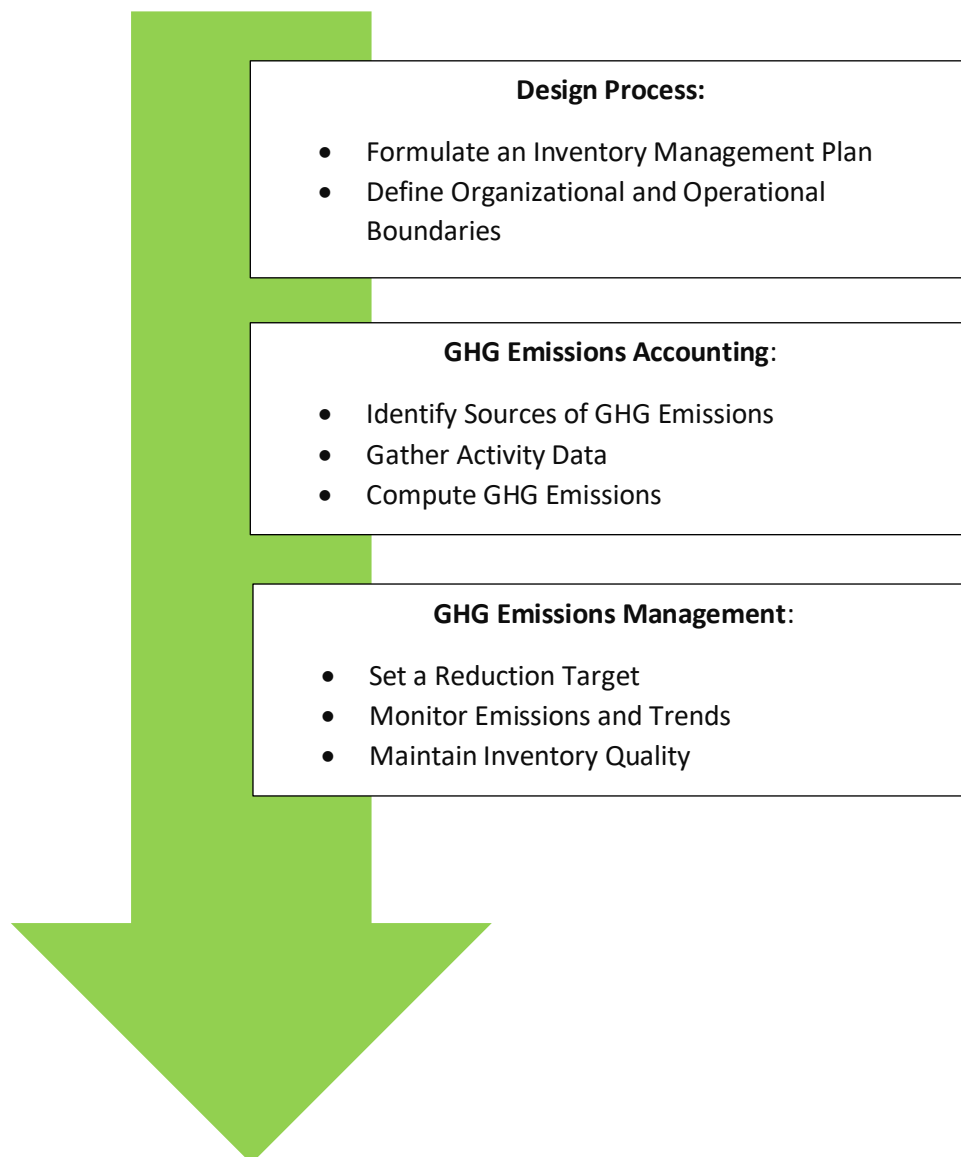 Design Process:
• Formulate an Inventory Management Plan
• Define Organizational and Operational
Boundaries
GHG Emissions Accounting:
• Identify Sources of GHG Emissions
• Gather Activity Data
• Compute GHG Emissions
GHG Emissions Management:
• Set a Reduction Target
• Monitor Emissions and Trends
• Maintain Inventory Quality